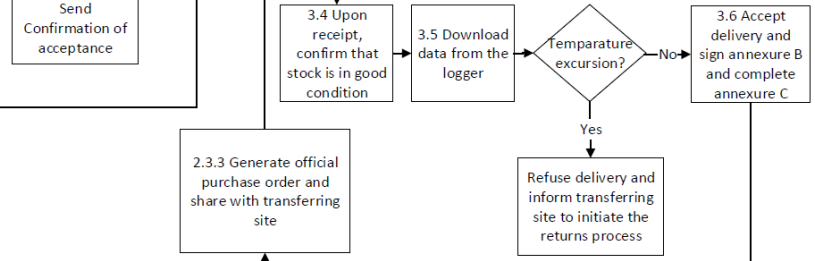 Send
Confirmation of
acceptance
3.4 Upon
receipt,
confirm that
stock is in good
condition
3.5 Download
data from the
logger
Temparature
excursion?
No
3.6 Accept
delivery and
sign annexure B
and complete
annexure C
Yes
2.3.3 Generate official
purchase order and
share with transferring
site
Refuse delivery and
inform transferring
site to initiate the
returns process